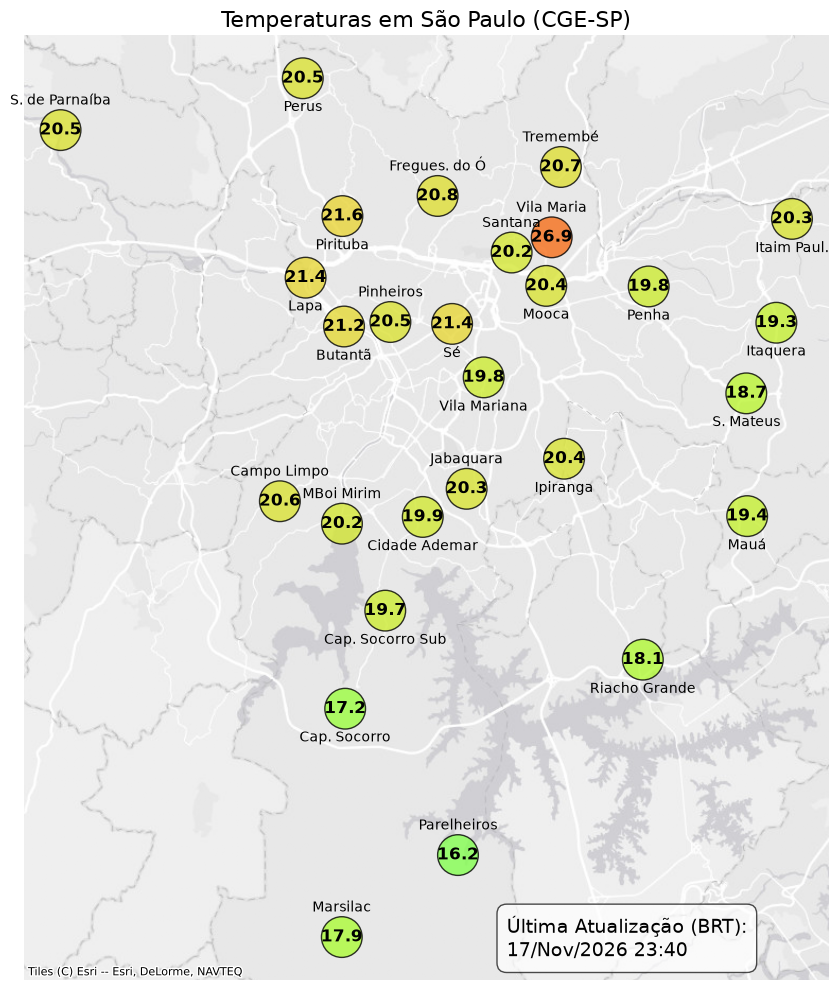 Temperaturas em São Paulo (CGE-SP)
20.5
Perus
S. de Parnaíba
20.5
Tremembé
20.7
Fregues. do Ó
20.8
Vila Maria
26.9
21.6
Pirituba
Santana
20.2
20.3
Itaim Paul.
21.4
Lapa
20.4
Mooca
19.8
Penha
Pinheiros
20.5
21.2
Butantã
21.4
Sé
19.3
Itaquera
19.8
Vila Mariana
18.7
S. Mateus
20.4
Ipiranga
Jabaquara
20.3
Campo Limpo
20.6
MBoi Mirim
20.2
19.9
Cidade Ademar
19.4
Mauá
19.7
Cap. Socorro Sub
18.1
Riacho Grande
17.2
Cap. Socorro
Parelheiros
16.2
Marsilac
17.9
Última Atualização (BRT):
17/Nov/2026 23:40
Tiles (C) Esri -- Esri, DeLorme, NAVTEQ